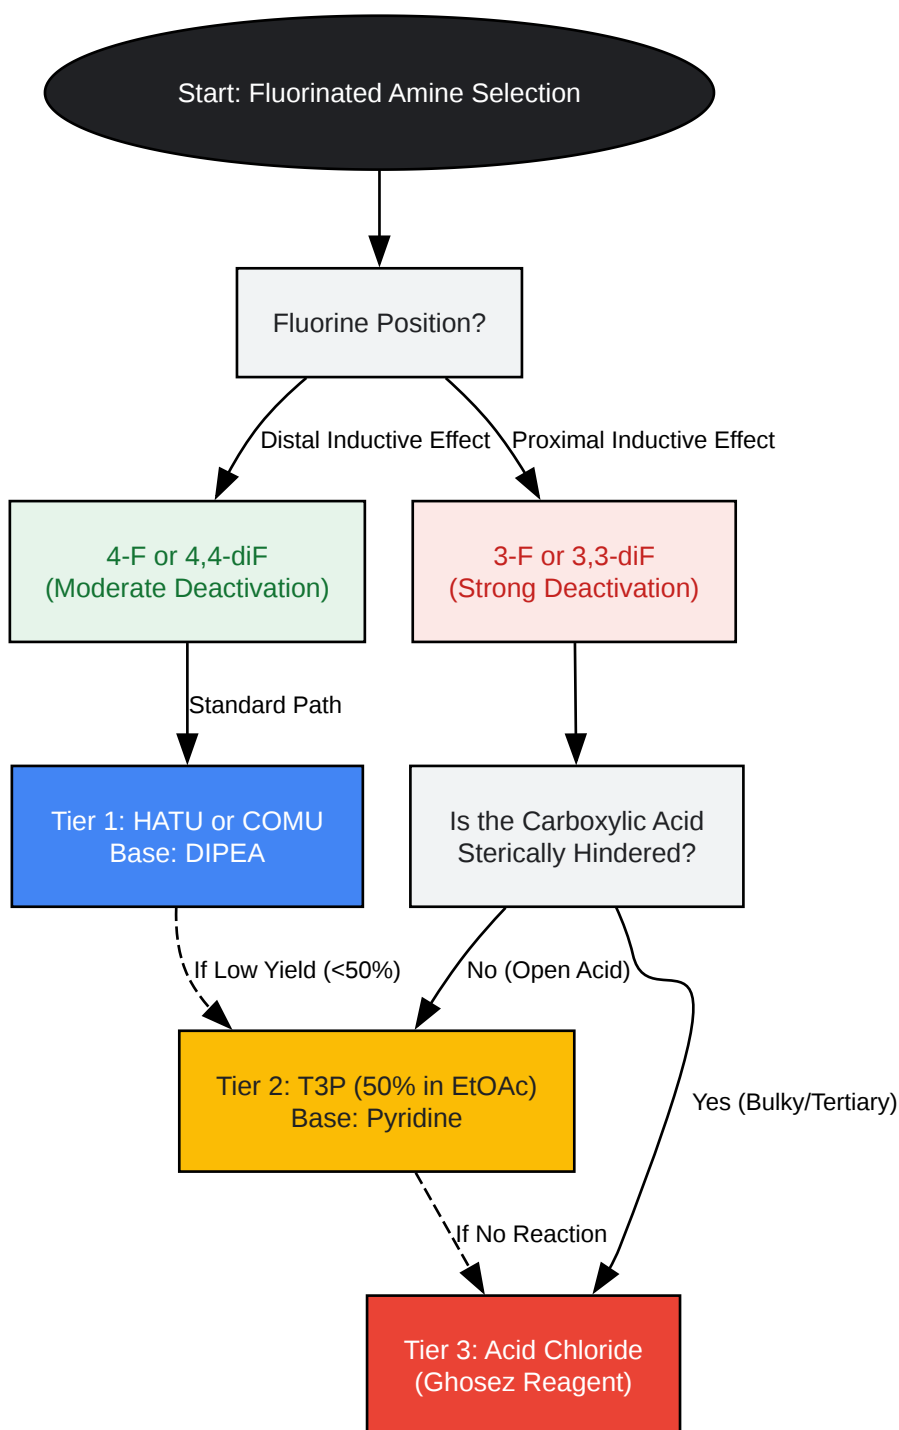 Start: Fluorinated Amine Selection
Fluorine Position?
Distal Inductive Effect
Proximal Inductive Effect
4-F or 4,4-diF
(Moderate Deactivation)
3-F or 3,3-diF
(Strong Deactivation)
Standard Path
Tier 1: HATU or COMU
Base: DIPEA
Is the Carboxylic Acid
Sterically Hindered?
If Low Yield (<50%)
No (Open Acid)
Tier 2: T3P (50% in EtOAc)
Base: Pyridine
Yes (Bulky/Tertiary)
If No Reaction
Tier 3: Acid Chloride
(Ghosez Reagent)